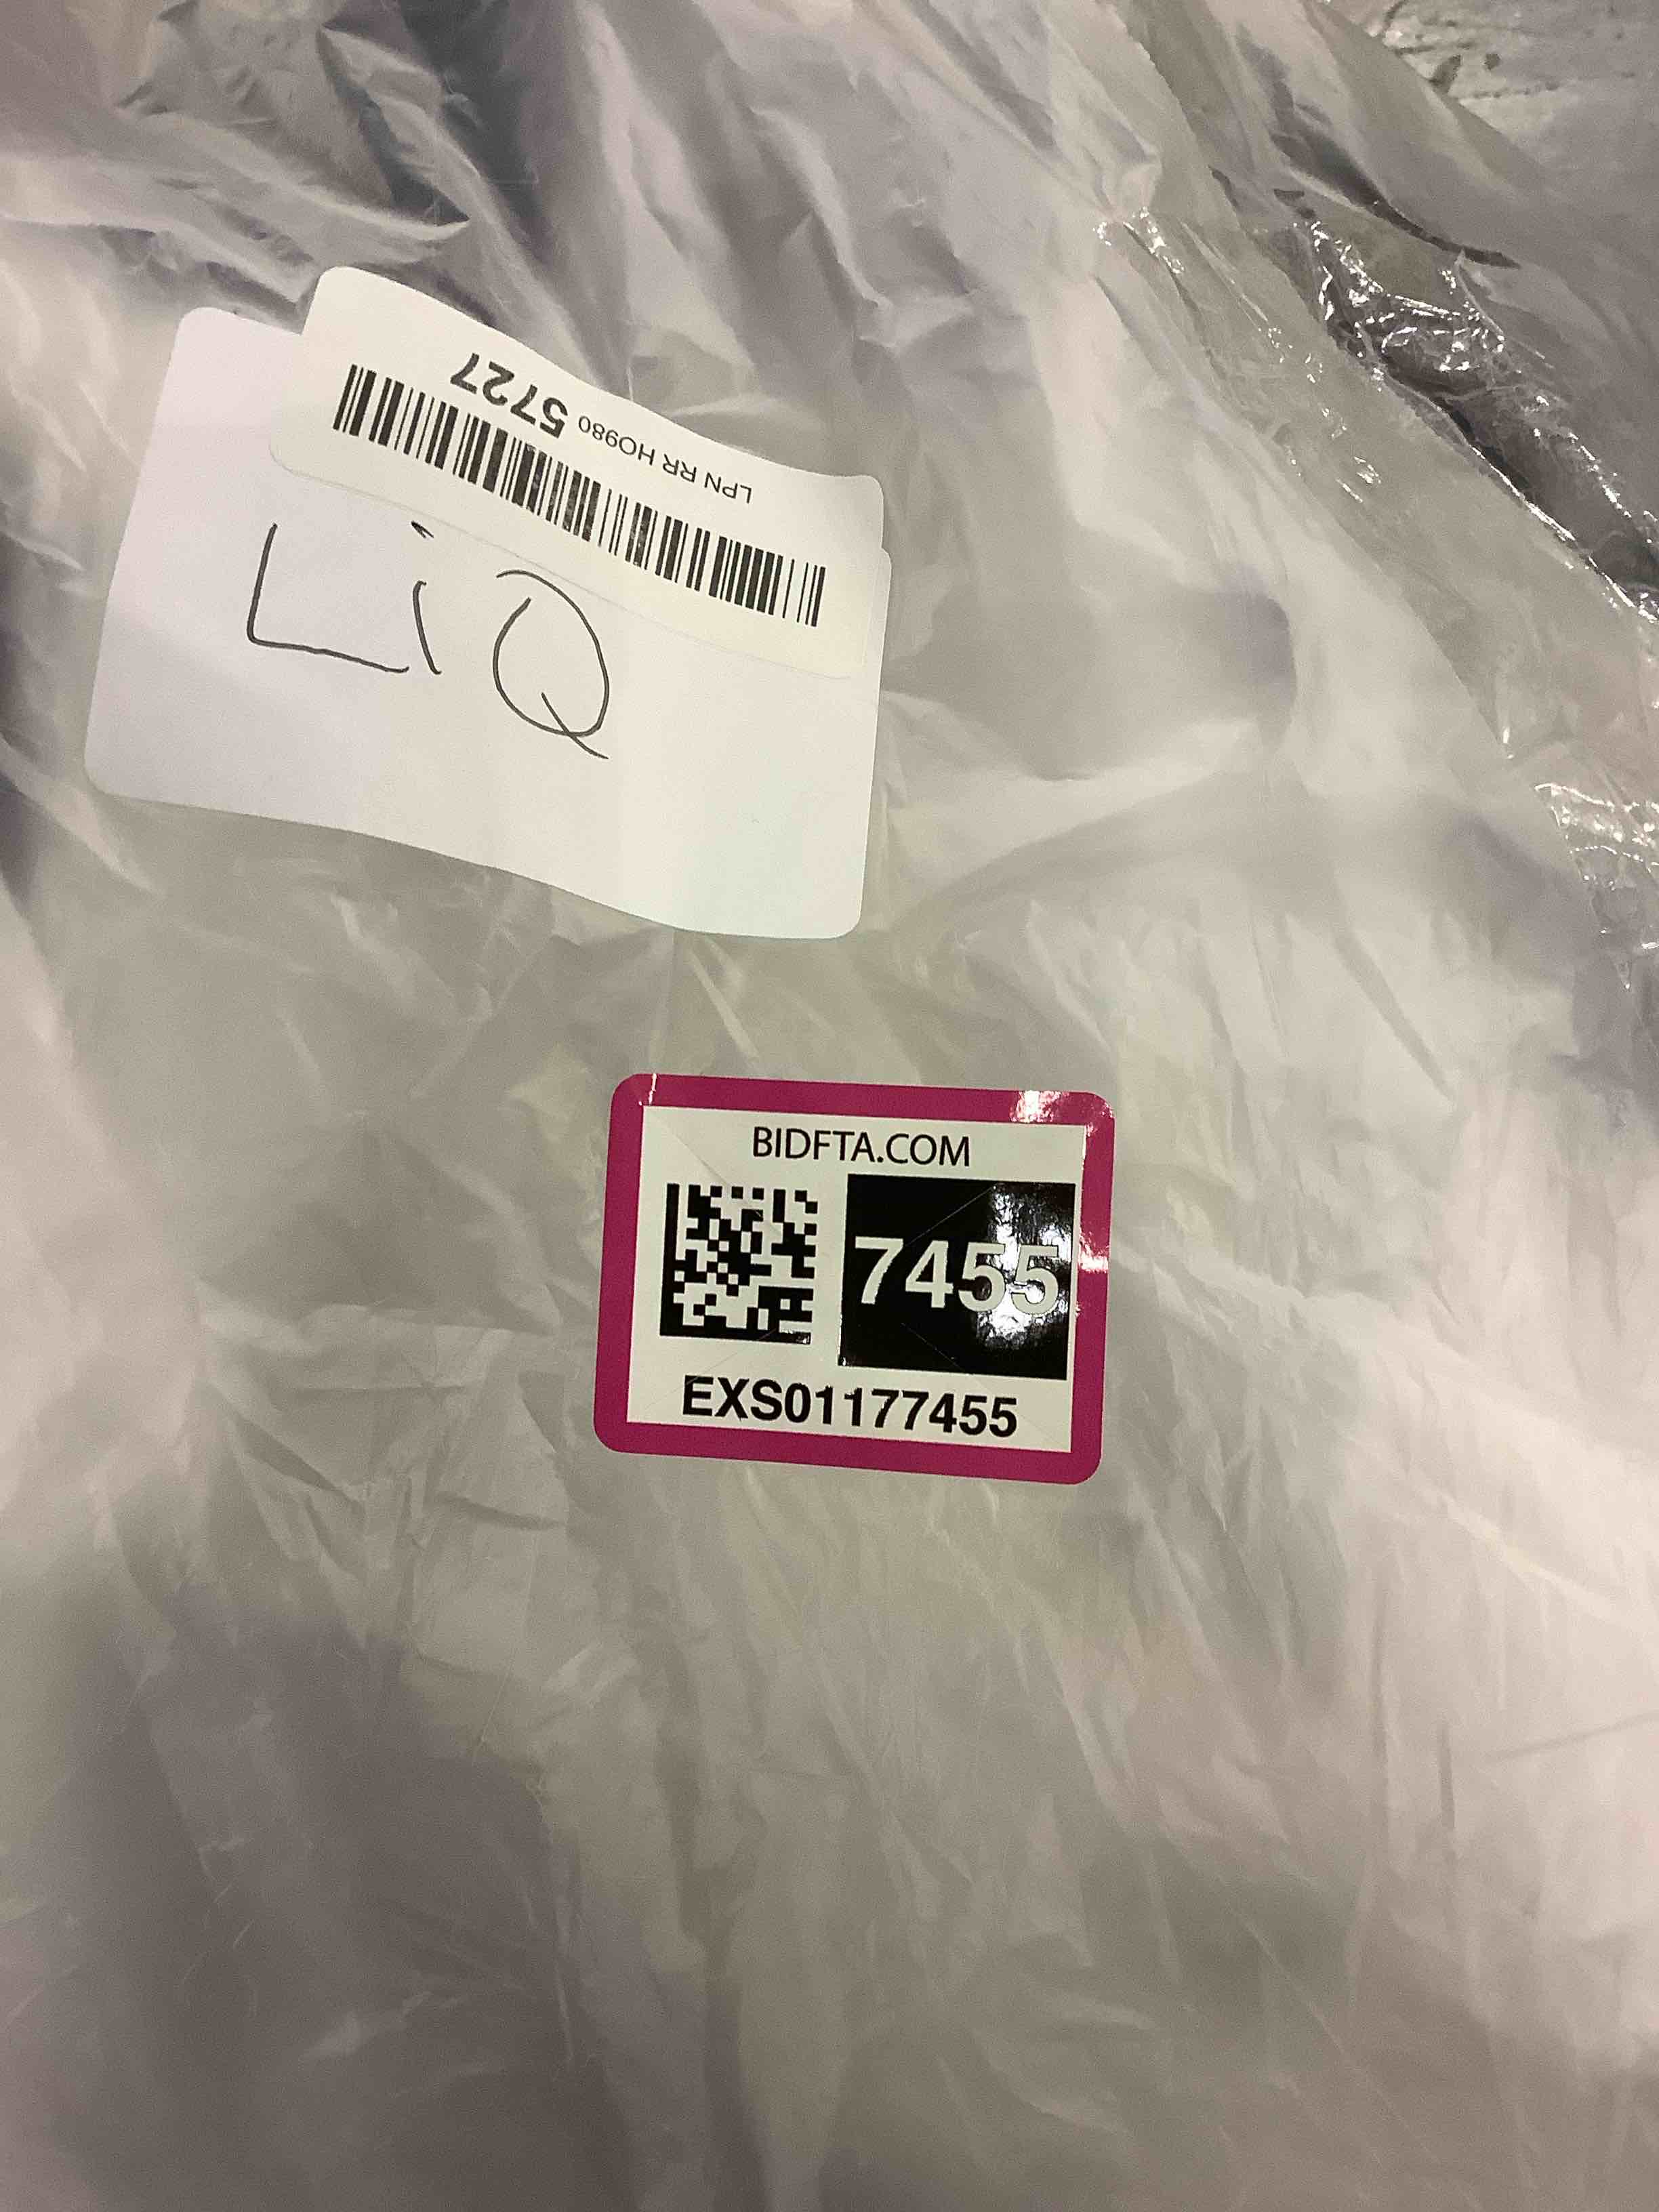 LPN RR HO980 5727
LiQ
BIDFTA.COM
7455
EXS01177455